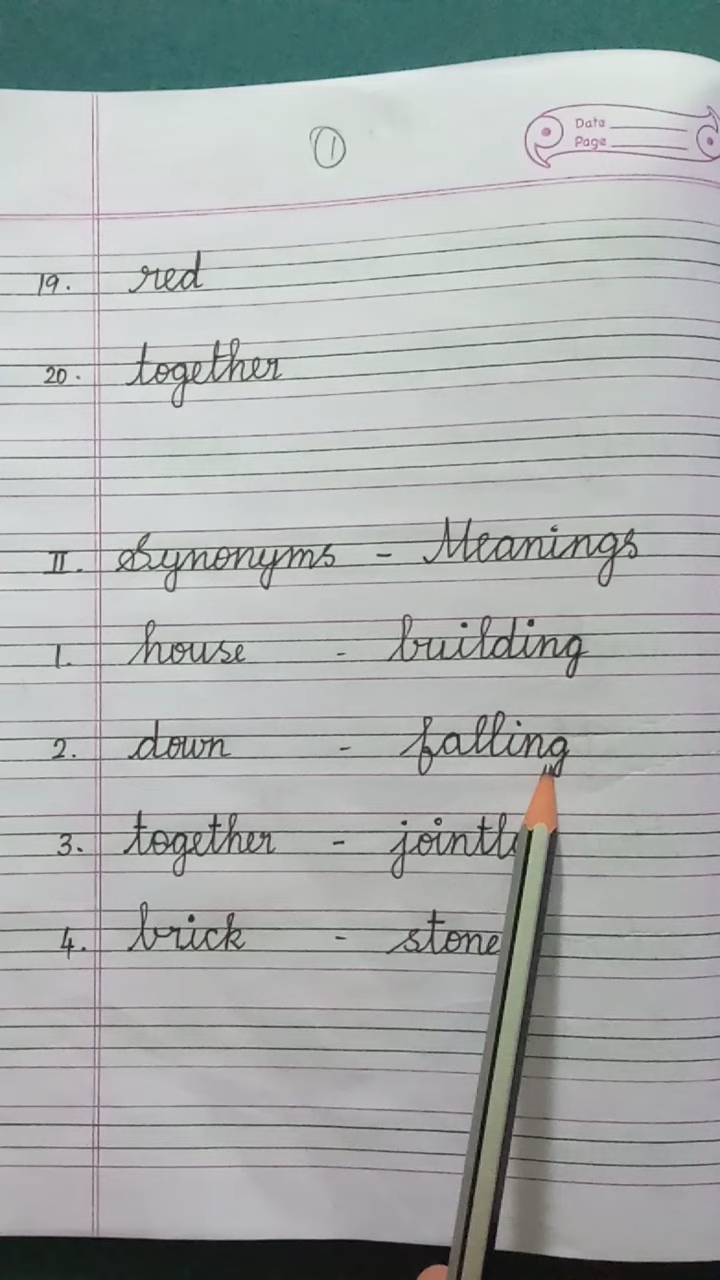 1
Date
Page
19. red
20. together
II. Synonyms - Meanings
1. house - building
2. down - falling
3. together -
4. brick - stone